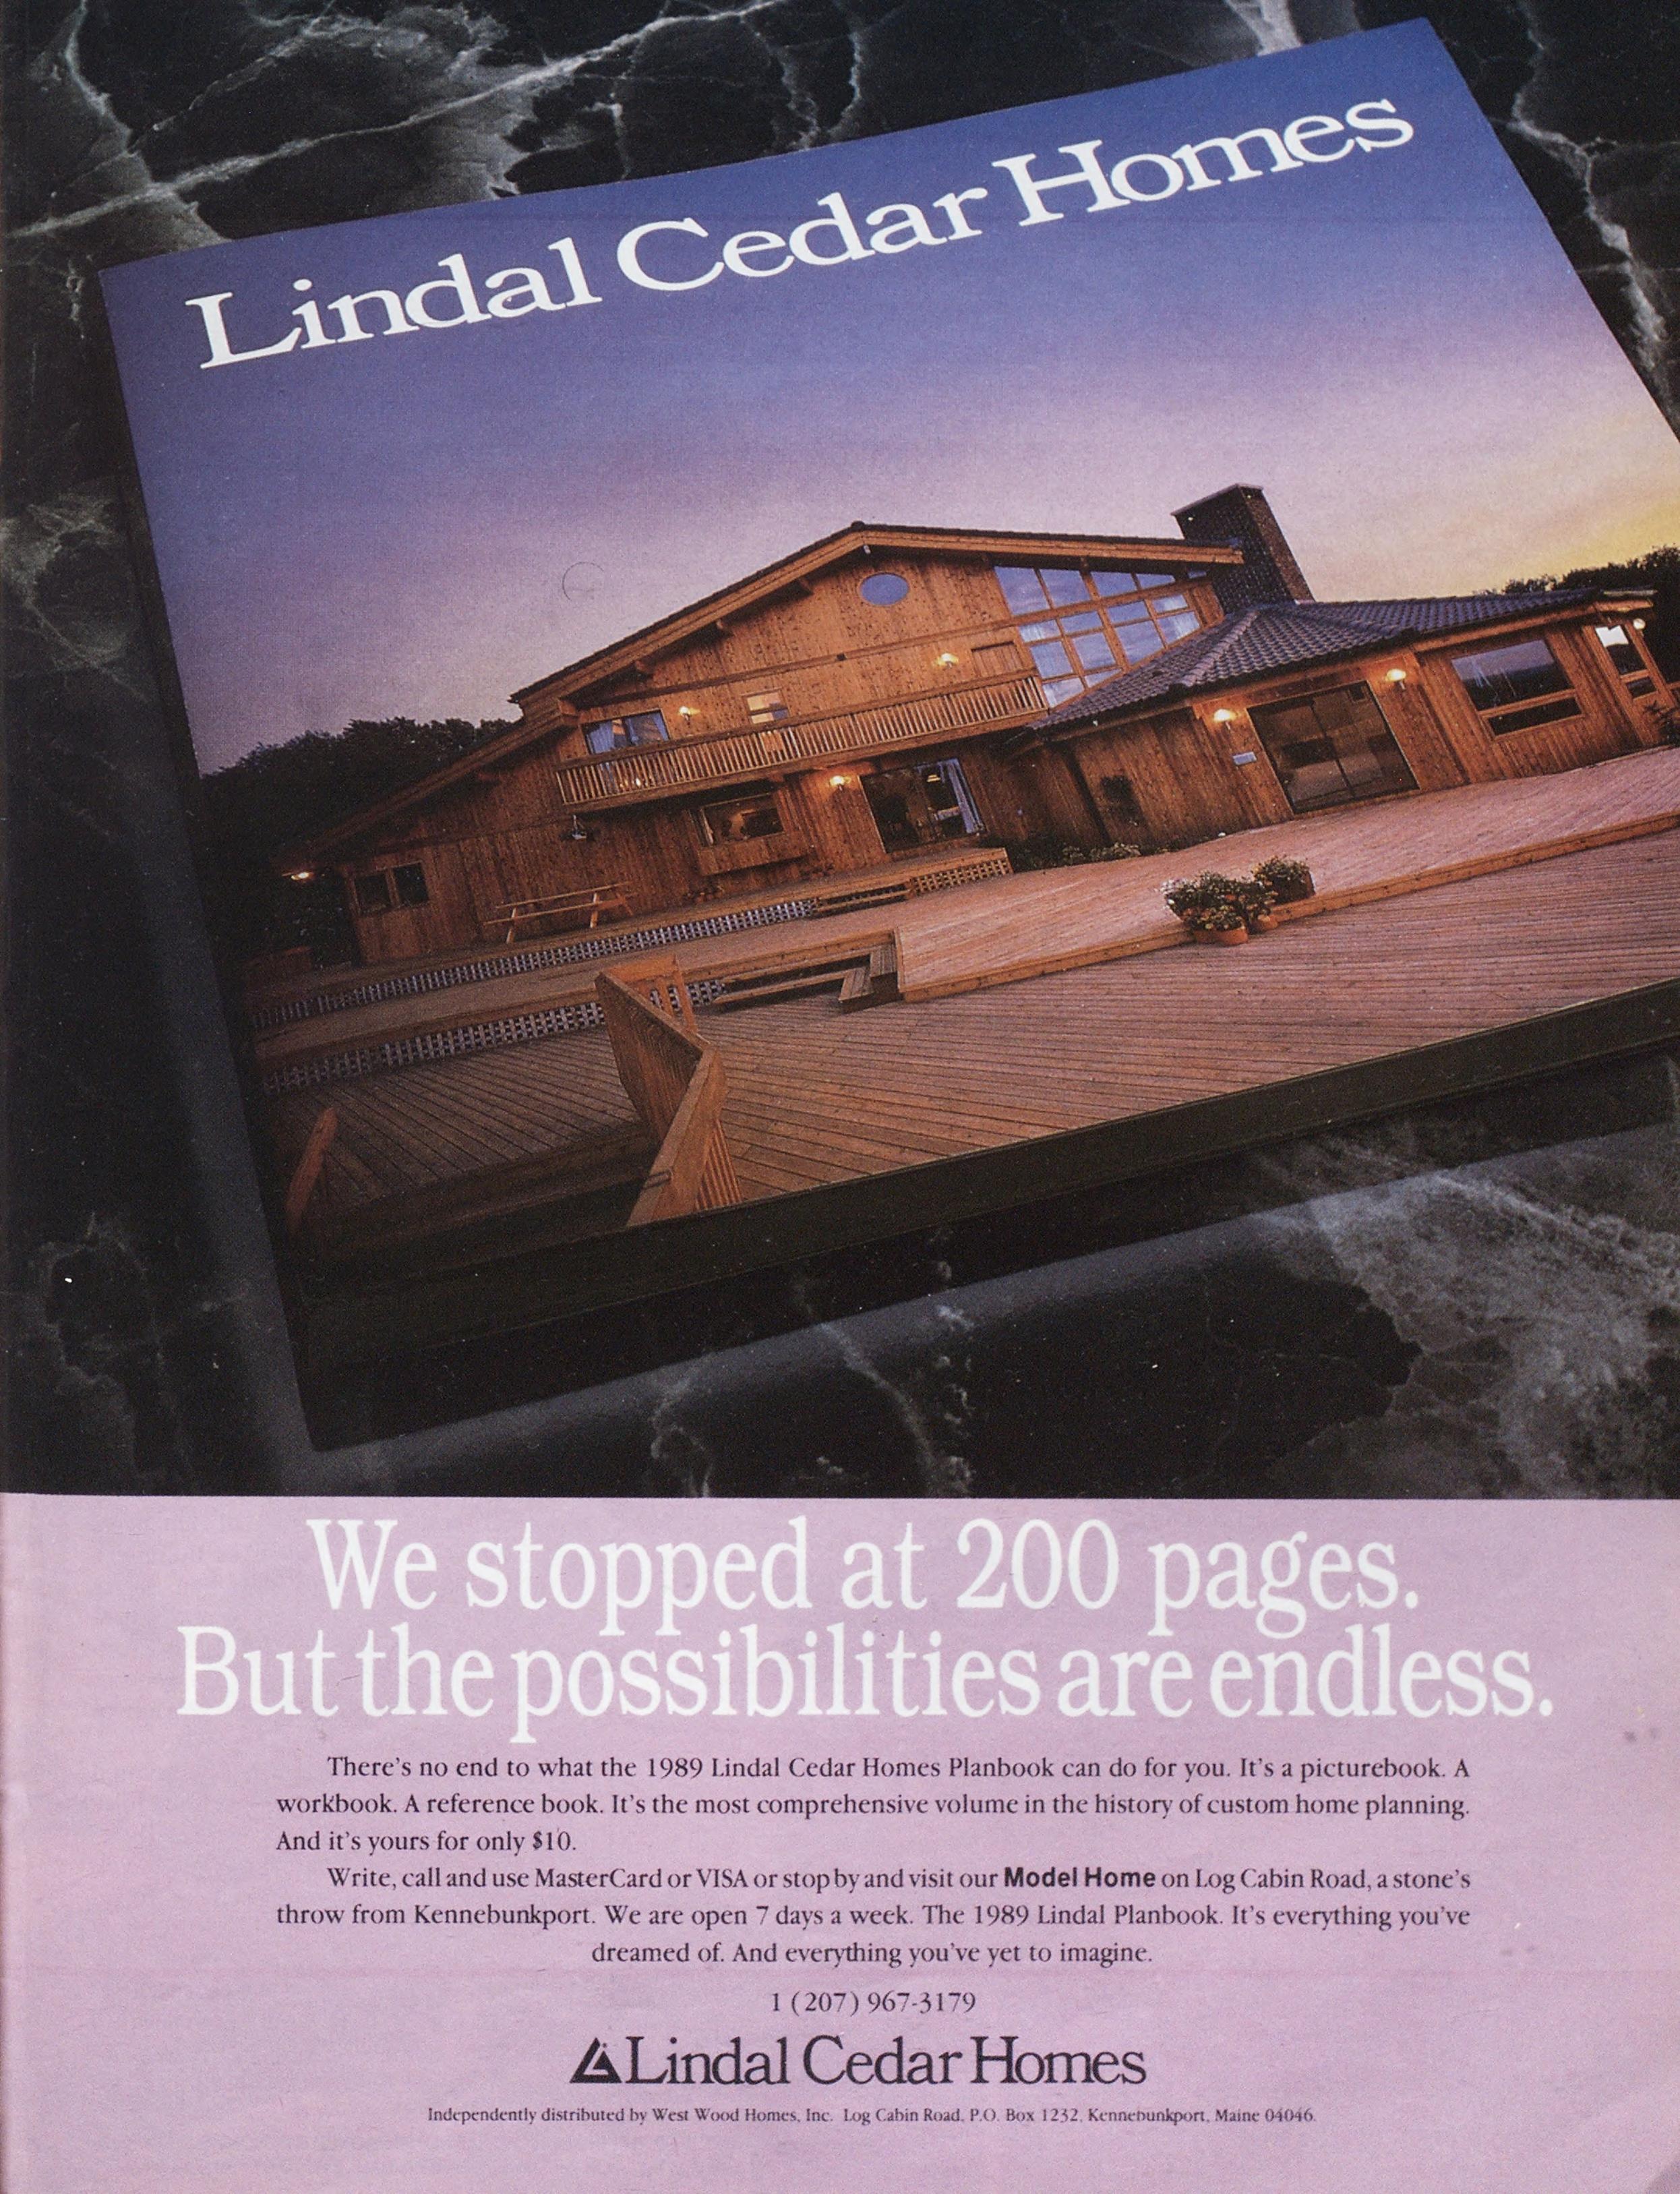 Lindal Cedar Homes
We stopped at 200 pages.
But the possibilities are endless.
There's no end to what the 1989 Lindal Cedar Homes Planbook can do for you. It's a picturebook. A
workbook. A reference book. It's the most comprehensive volume in the history of custom home planning.
And it's yours for only $10.
Write, call and use MasterCard or VISA or stop by and visit our Model Home on Log Cabin Road, a stone's
throw from Kennebunkport. We are open 7 days a week. The 1989 Lindal Planbook. It's everything you've
dreamed of. And everything you've yet to imagine.
1 (207) 967-3179
Lindal Cedar Homes
Independently distributed by West Wood Homes, Inc. Log Cabin Road, P.O. Box 1232, Kennebunkport, Maine 04046.